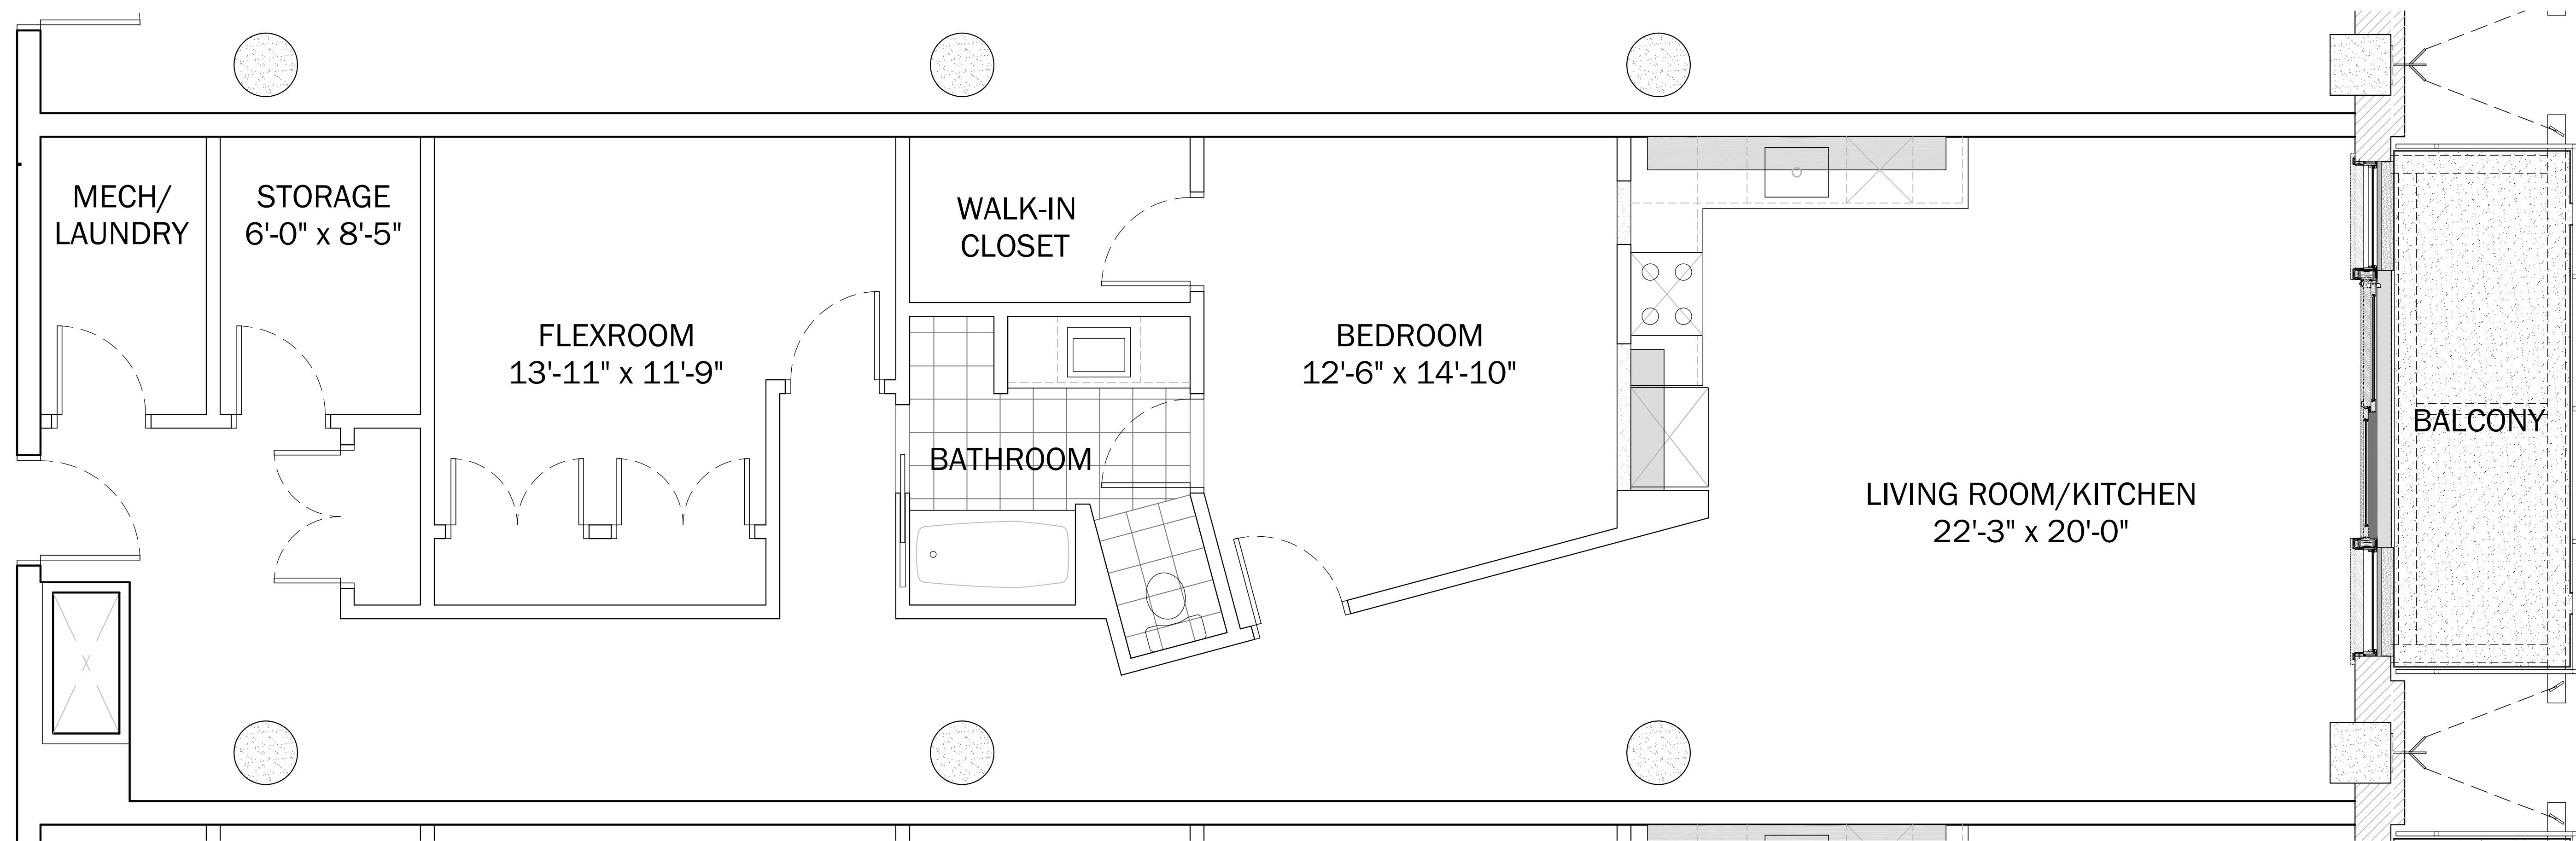 MECH/
LAUNDRY
STORAGE
6'-0" x 8'-5"
FLEXROOM
13'-11" x 11'-9"
WALK-IN
CLOSET
BATHROOM
BEDROOM
12'-6" x 14'-10"
LIVING ROOM/KITCHEN
22'-3" x 20'-0"
BALCONY